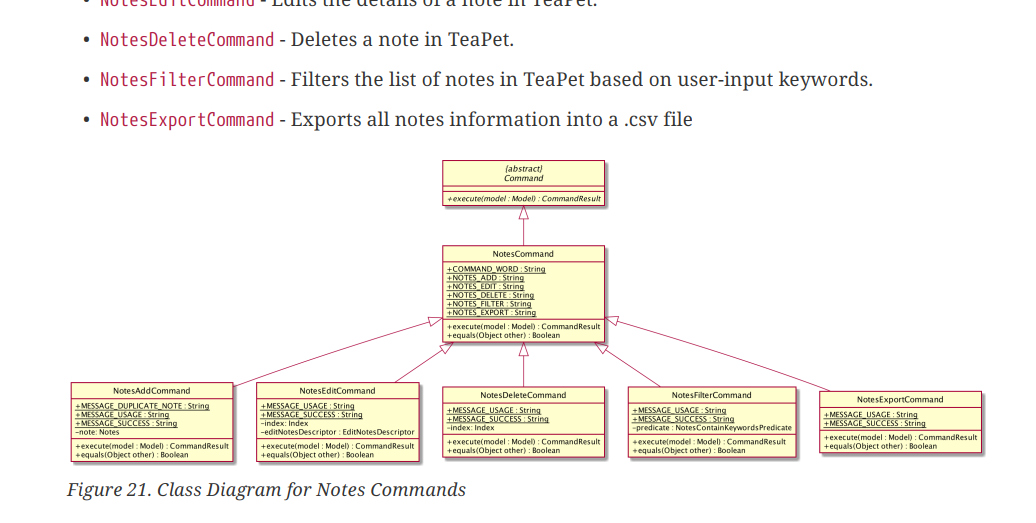 • NotesEditCommand - Edits the details of a note in TeaPet.
• NotesDeleteCommand - Deletes a note in TeaPet.
• NotesFilterCommand - Filters the list of notes in TeaPet based on user-input keywords.
• NotesExportCommand - Exports all notes information into a .csv file
{abstract}
Command
+execute(model : Model) : CommandResult
NotesCommand
+COMMAND_WORD : String
+NOTES_ADD : String
+NOTES_EDIT : String
+NOTES_DELETE : String
+NOTES_FILTER : String
+NOTES_EXPORT : String
+execute(model : Model) : CommandResult
+equals(Object other) : Boolean
NotesAddCommand
+MESSAGE_DUPLICATE_NOTE : String
+MESSAGE_USAGE : String
+MESSAGE_SUCCESS : String
-note: Notes
+execute(model : Model) : CommandResult
+equals(Object other) : Boolean
NotesEditCommand
+MESSAGE_USAGE : String
+MESSAGE_SUCCESS : String
-index: Index
-editNotesDescriptor : EditNotesDescriptor
+execute(model : Model) : CommandResult
+equals(Object other) : Boolean
NotesDeleteCommand
+MESSAGE_USAGE : String
+MESSAGE_SUCCESS : String
-index: Index
+execute(model : Model) : CommandResult
+equals(Object other) : Boolean
NotesFilterCommand
+MESSAGE_USAGE : String
+MESSAGE_SUCCESS : String
-predicate : NotesContainKeywordsPredicate
+execute(model : Model) : CommandResult
+equals(Object other) : Boolean
NotesExportCommand
+MESSAGE_USAGE : String
+MESSAGE_SUCCESS : String
+execute(model : Model) : CommandResult
+equals(Object other) : Boolean
Figure 21. Class Diagram for Notes Commands